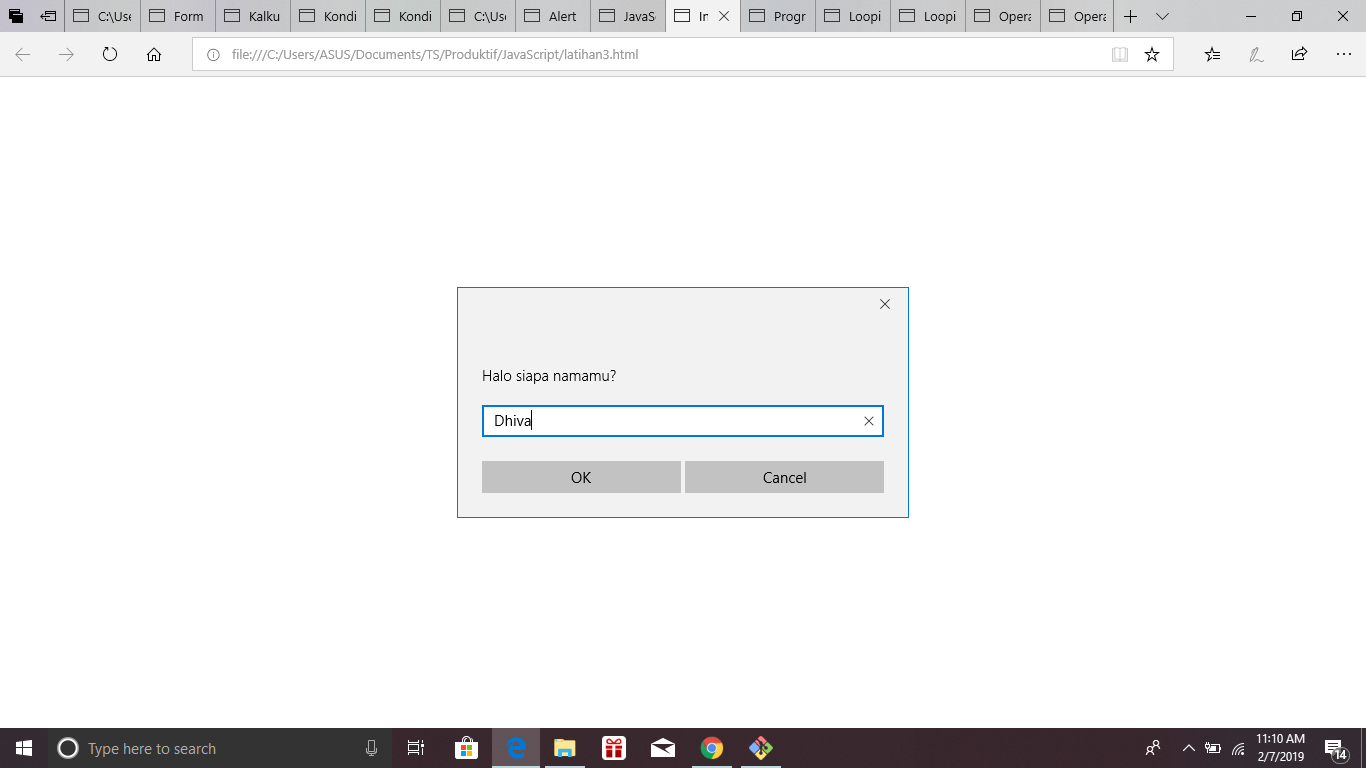 C:\Use
Form
Kalku
Kondi
Kondi
C:\Use
Alert
JavaS
In
Progr
Loopi
Loopi
Opera
Opera
file:///C:/Users/ASUS/Documents/TS/Produktif/JavaScript/latihan3.html
Halo siapa namamu?
Dhiva
OK
Cancel
Type here to search
11:10 AM
2/7/2019
14